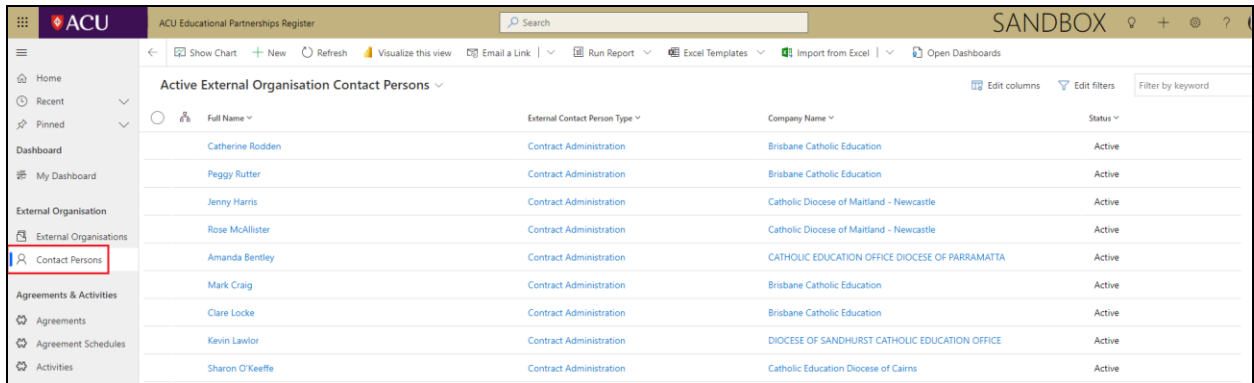 ACU ACU Educational Partnerships Register Search SANDBOX + ?
Show Chart New Refresh Visualize this view Email a Link Run Report Excel Templates Import from Excel Open Dashboards
Home
Recent
Pinned
Dashboard
My Dashboard
External Organisation
External Organisations
Contact Persons
Agreements & Activities
Agreements
Agreement Schedules
Activities
Active External Organisation Contact Persons Edit columns Edit filters Filter by keyword
Full Name External Contact Person Type Company Name Status
Catherine Rodden Contract Administration Brisbane Catholic Education Active
Peggy Rutter Contract Administration Brisbane Catholic Education Active
Jenny Harris Contract Administration Catholic Diocese of Maitland - Newcastle Active
Rose McAllister Contract Administration Catholic Diocese of Maitland - Newcastle Active
Amanda Bentley Contract Administration CATHOLIC EDUCATION OFFICE DIOCESE OF PARRAMATTA Active
Mark Craig Contract Administration Brisbane Catholic Education Active
Clare Locke Contract Administration Brisbane Catholic Education Active
Kevin Lawlor Contract Administration DIOCESE OF SANDHURST CATHOLIC EDUCATION OFFICE Active
Sharon O'Keeffe Contract Administration Catholic Education Diocese of Cairns Active